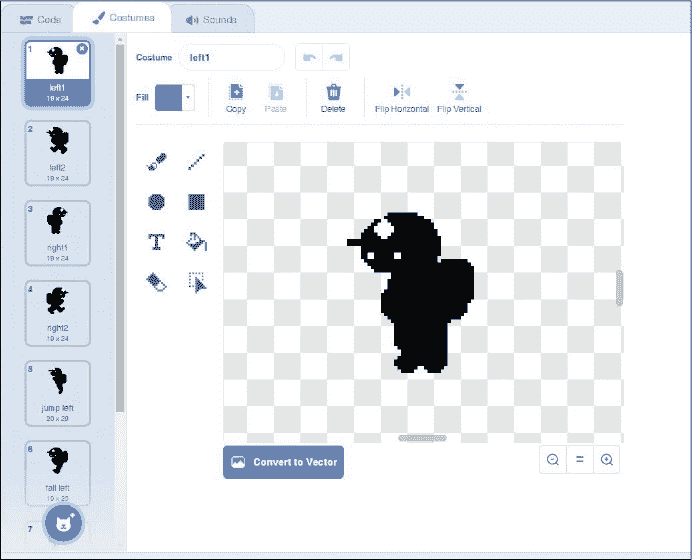 Code Costumes Sounds
Costume left1
Fill Copy Paste Delete Flip Horizontal Flip Vertical
1
left1
19 x 24
2
left2
19 x 24
3
right1
19 x 24
4
right2
19 x 24
5
jump left
20 x 29
6
fall left
19 x 25
7
T
Convert to Vector